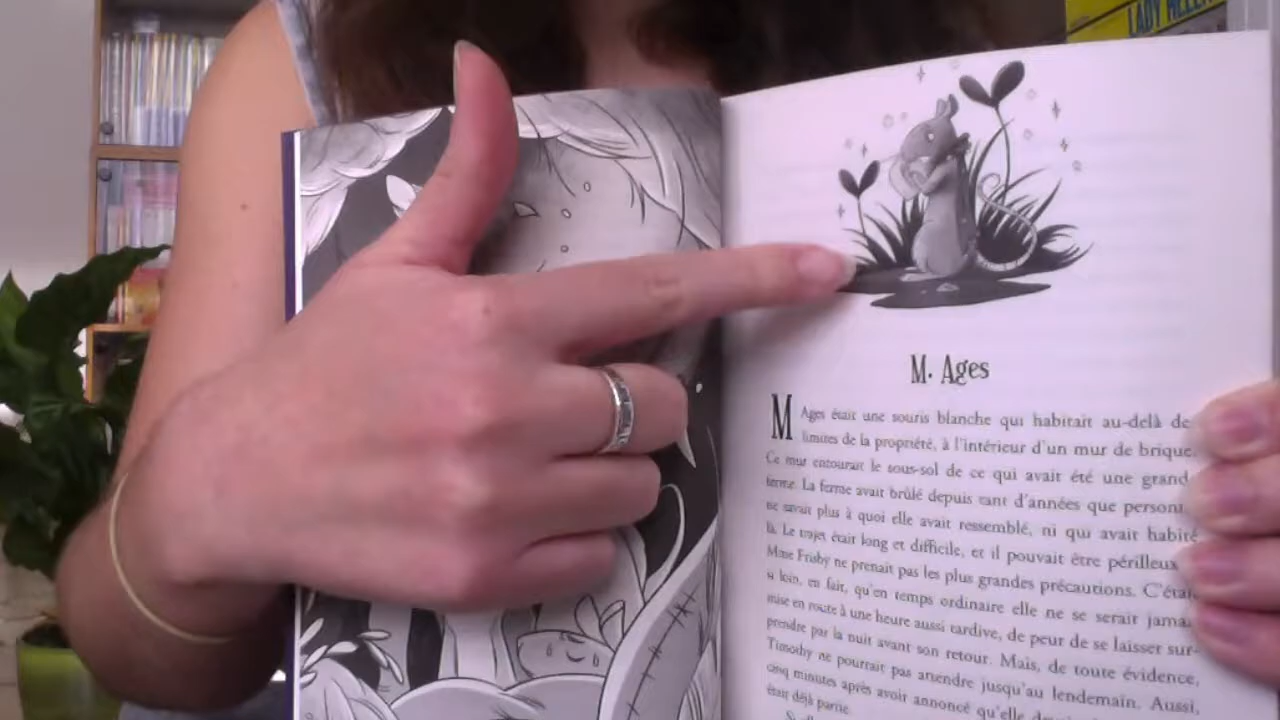 LADY HELEN
M. Ages
M Ages était une souris blanche qui habitait au-delà de
limites de la propriété, à l'intérieur d'un mur de brique.
Ce mur entourait le sous-sol de ce qui avait été une grand
ferme. La ferme avait brûlé depuis tant d'années que person
ne savait plus à quoi elle avait ressemblé, ni qui avait habité
là. Le trajet était long et difficile, et il pouvait être périlleux
Mme Frisby ne prenait pas les plus grandes précautions. C'étai
si loin, en fait, qu'en temps ordinaire elle ne se serait jamai
mise en route à une heure aussi tardive, de peur de se laisser sur-
prendre par la nuit avant son retour. Mais, de toute évidence,
Timothy ne pourrait pas attendre jusqu'au lendemain. Aussi,
cinq minutes après avoir annoncé qu'elle de
était déjà partie.